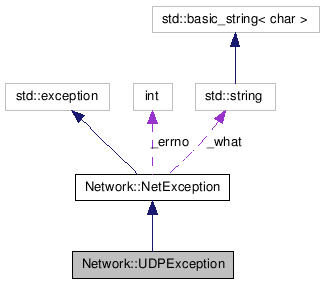 std::basic_string< char >
std::exception
int
std::string
_errno
_what
Network::NetException
Network::UDPException